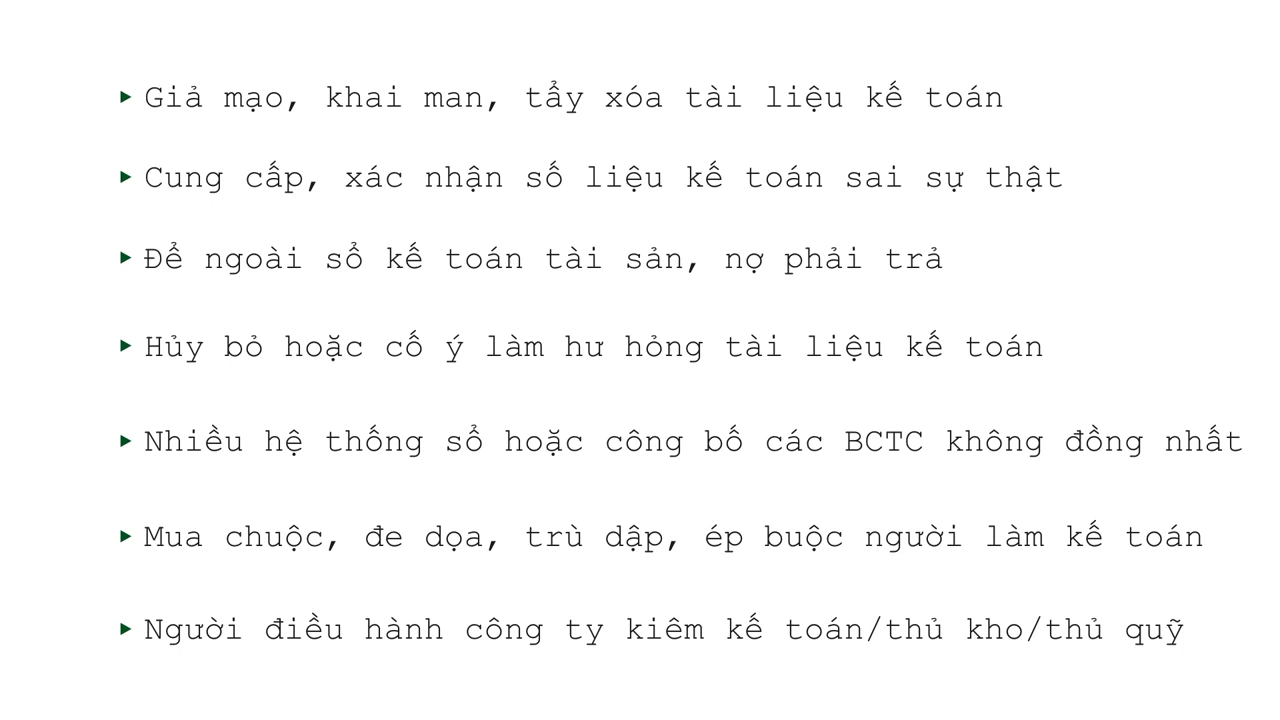 ▸ Giả mạo, khai man, tẩy xóa tài liệu kế toán
▸ Cung cấp, xác nhận số liệu kế toán sai sự thật
▸ Để ngoài sổ kế toán tài sản, nợ phải trả
▸ Hủy bỏ hoặc cố ý làm hư hỏng tài liệu kế toán
▸ Nhiều hệ thống sổ hoặc công bố các BCTC không đồng nhất
▸ Mua chuộc, đe dọa, trù dập, ép buộc người làm kế toán
▸ Người điều hành công ty kiêm kế toán/thủ kho/thủ quỹ